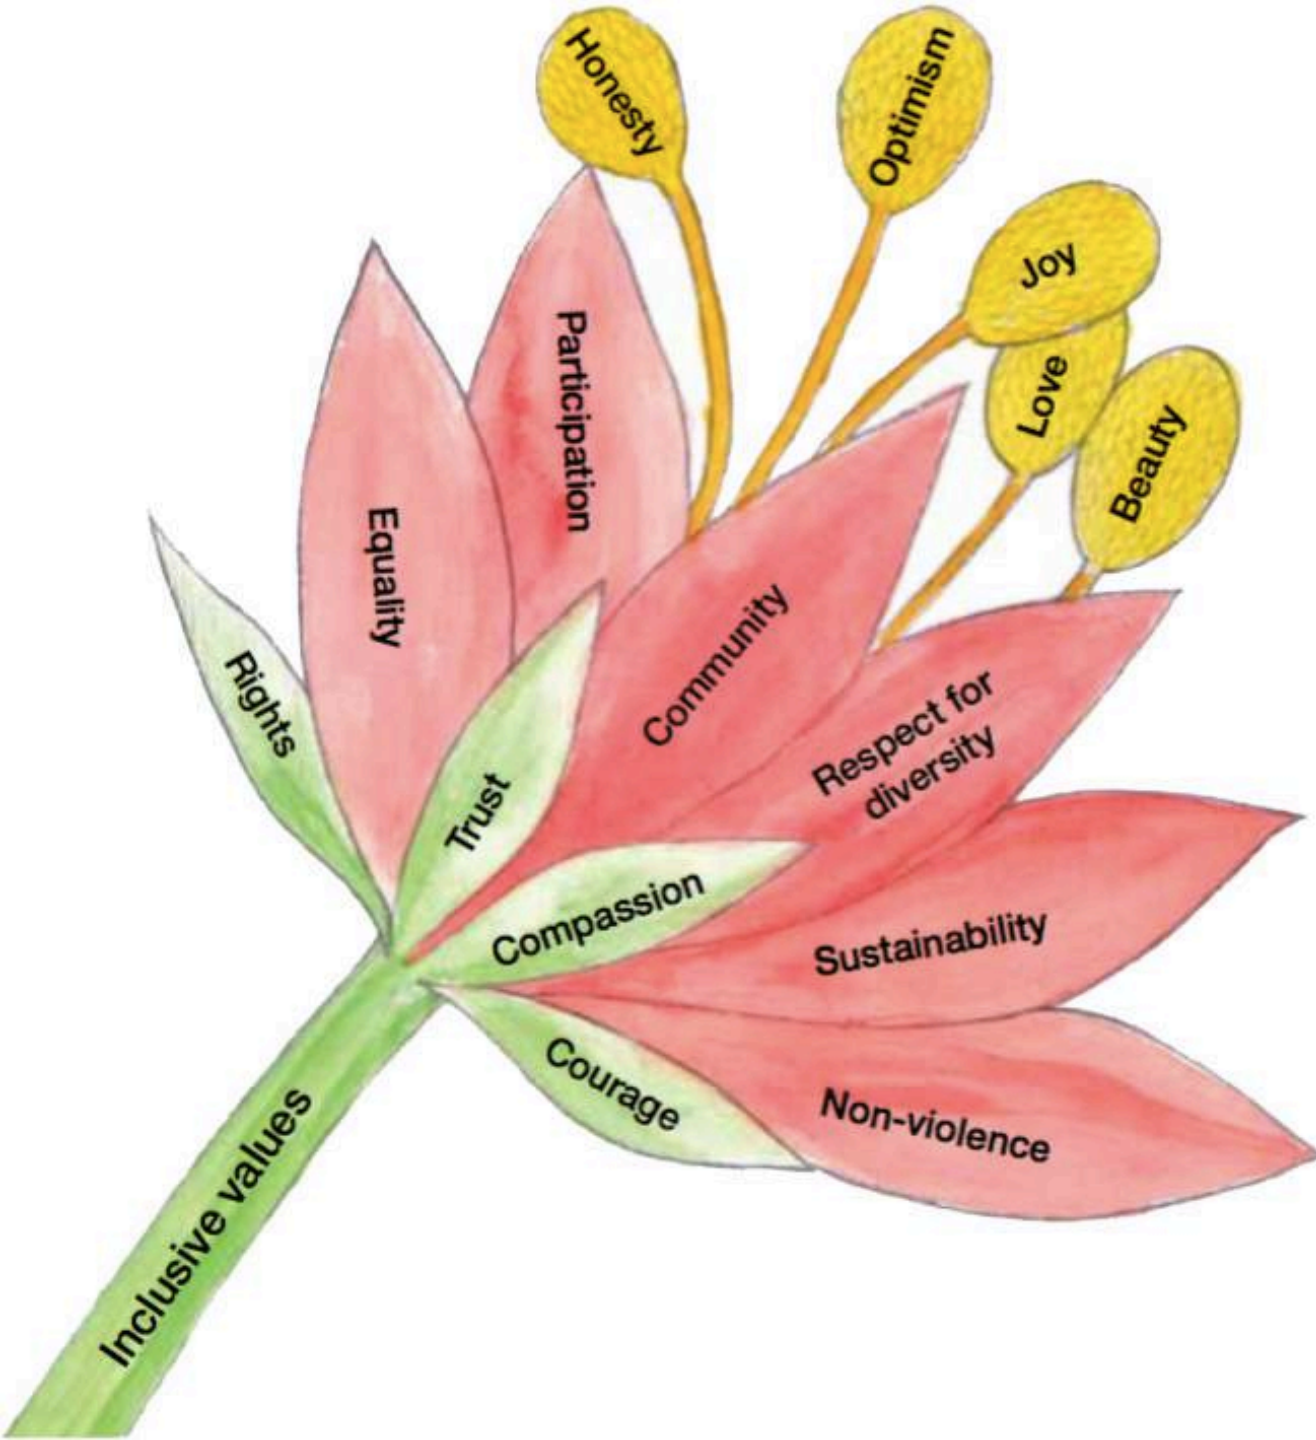 Honesty
Optimism
Joy
Love
Beauty
Participation
Equality
Community
Rights
Respect for
diversity
Trust
Compassion
Sustainability
Courage
Non-violence
Inclusive values